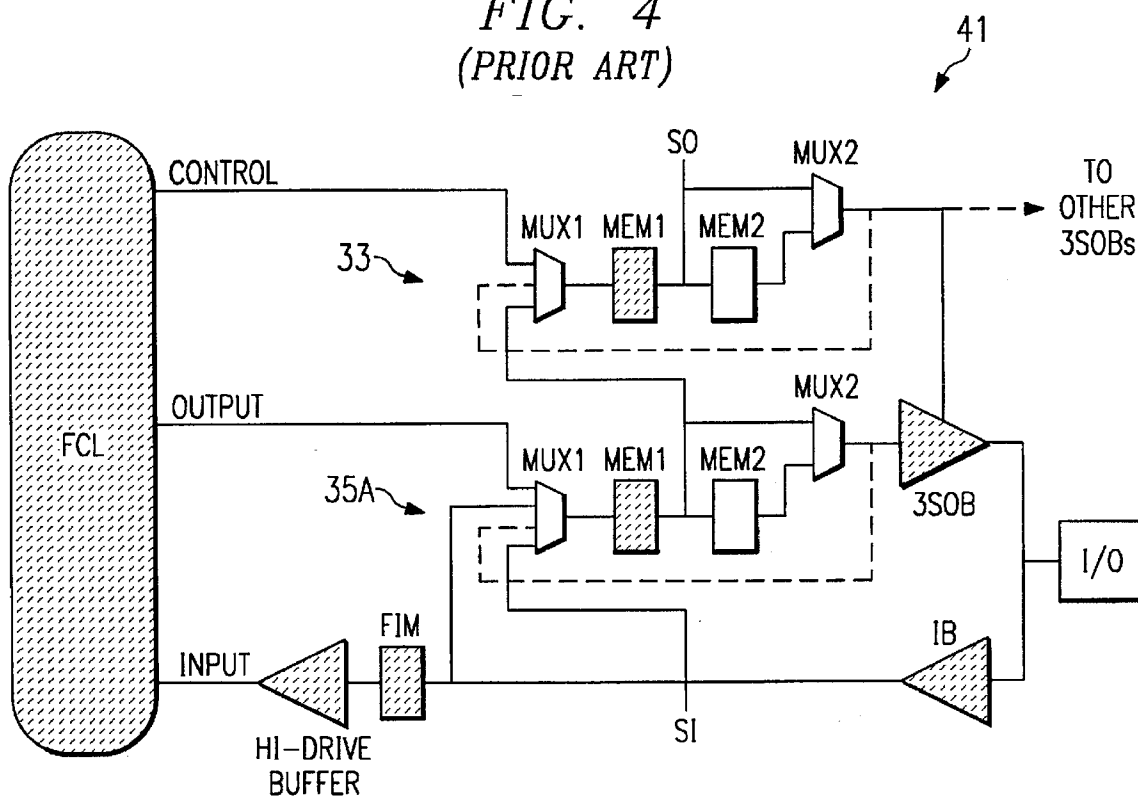 FIG. 4
(PRIOR ART)
41
SO
MUX2
CONTROL
TO
OTHER
3SOBs
MUX1
MEM1
MEM2
33
MUX2
OUTPUT
FCL
MUX1
MEM1
MEM2
35A
3SOB
I/O
FIM
IB
INPUT
SI
HI-DRIVE
BUFFER